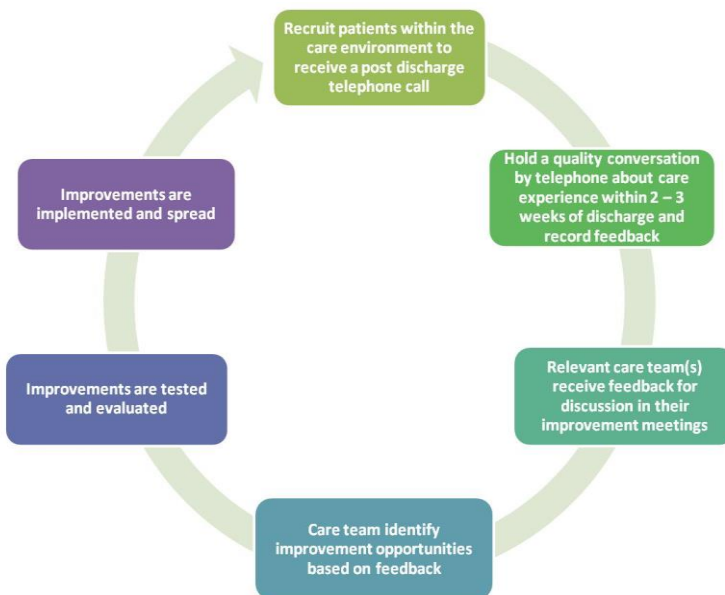 Recruit patients within the
care environment to
receive a post discharge
telephone call
Hold a quality conversation
by telephone about care
experience within 2 – 3
weeks of discharge and
record feedback
Relevant care team(s)
receive feedback for
discussion in their
improvement meetings
Care team identify
improvement opportunities
based on feedback
Improvements are tested
and evaluated
Improvements are
implemented and spread